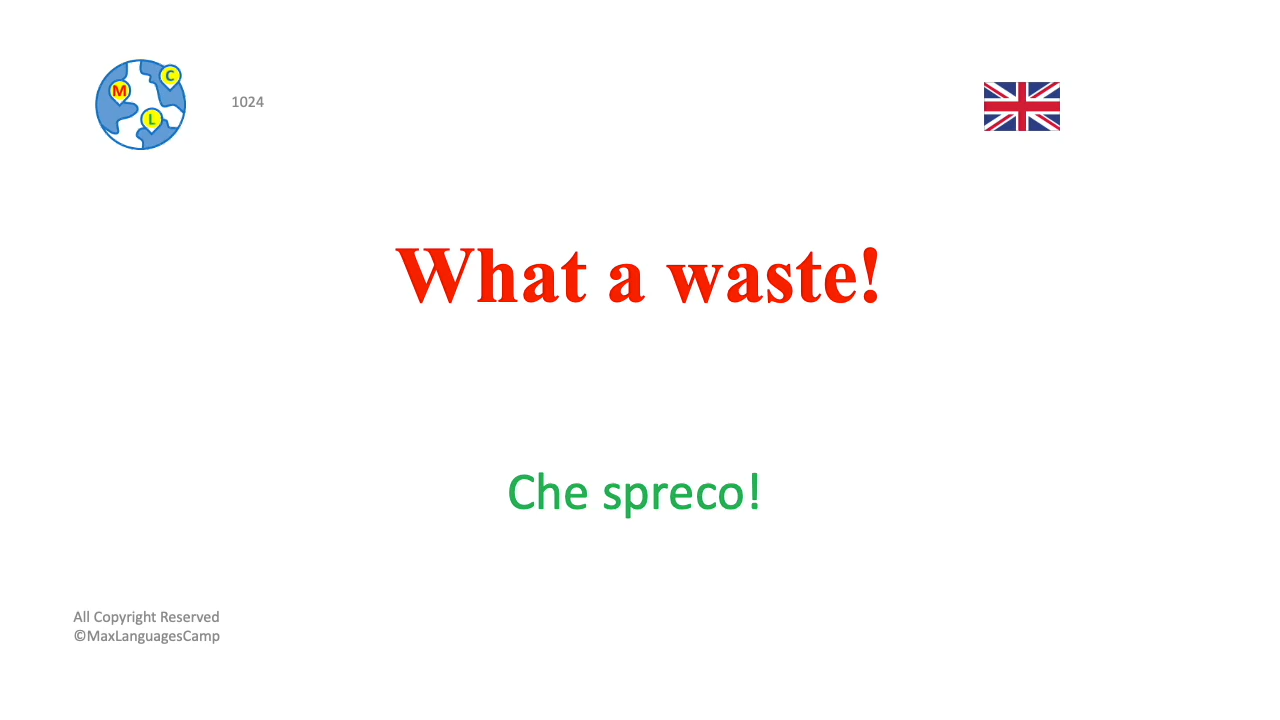 M
C
L
1024
What a waste!
Che spreco!
All Copyright Reserved
©MaxLanguagesCamp